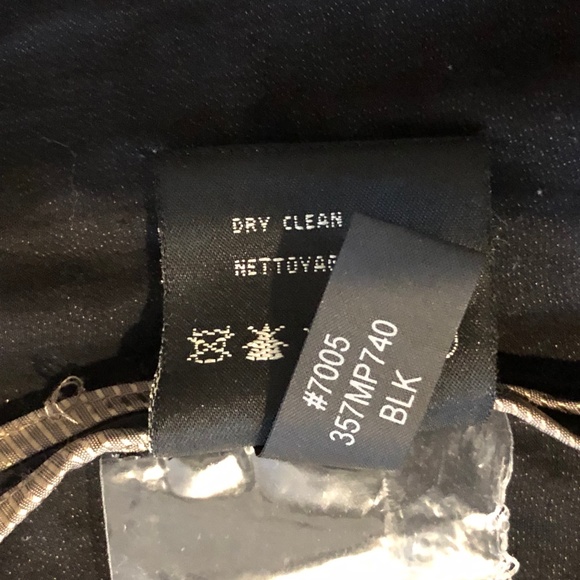 DRY CLEAN
NETTOYAG
#7005
357MP740
BLK